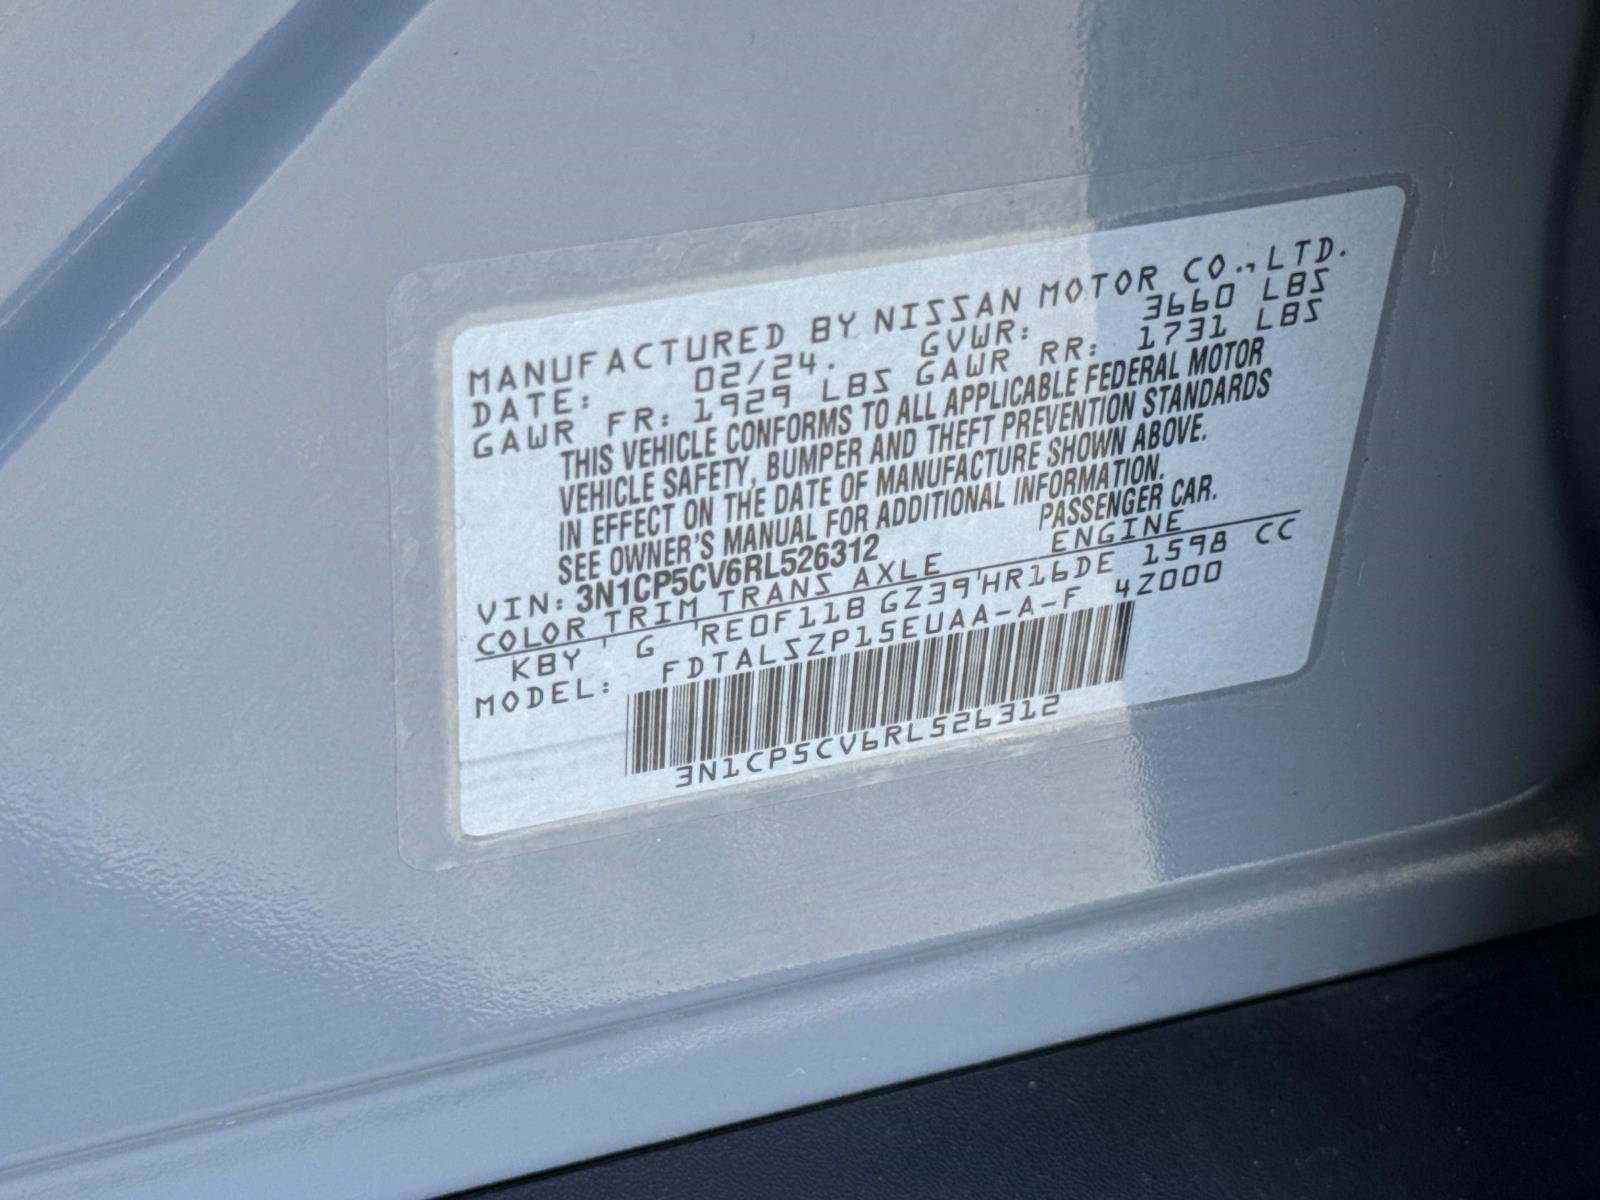 MANUFACTURED BY NISSAN MOTOR CO.,LTD.
DATE: 02/24. GVWR: 3660 LBS
GAWR FR: 1929 LBS GAWR RR: 1731 LBS
THIS VEHICLE CONFORMS TO ALL APPLICABLE FEDERAL MOTOR
VEHICLE SAFETY, BUMPER AND THEFT PREVENTION STANDARDS
IN EFFECT ON THE DATE OF MANUFACTURE SHOWN ABOVE.
SEE OWNER'S MANUAL FOR ADDITIONAL INFORMATION.
VIN: 3N1CP5CV6RL526312 PASSENGER CAR.
COLOR TRIM TRANS AXLE ENGINE
KBY ' G RE0F11B GZ39'HR16DE 1598 CC
MODEL: FDTALSZP15EUAA-A-F 4Z000
3N1CP5CV6RL526312